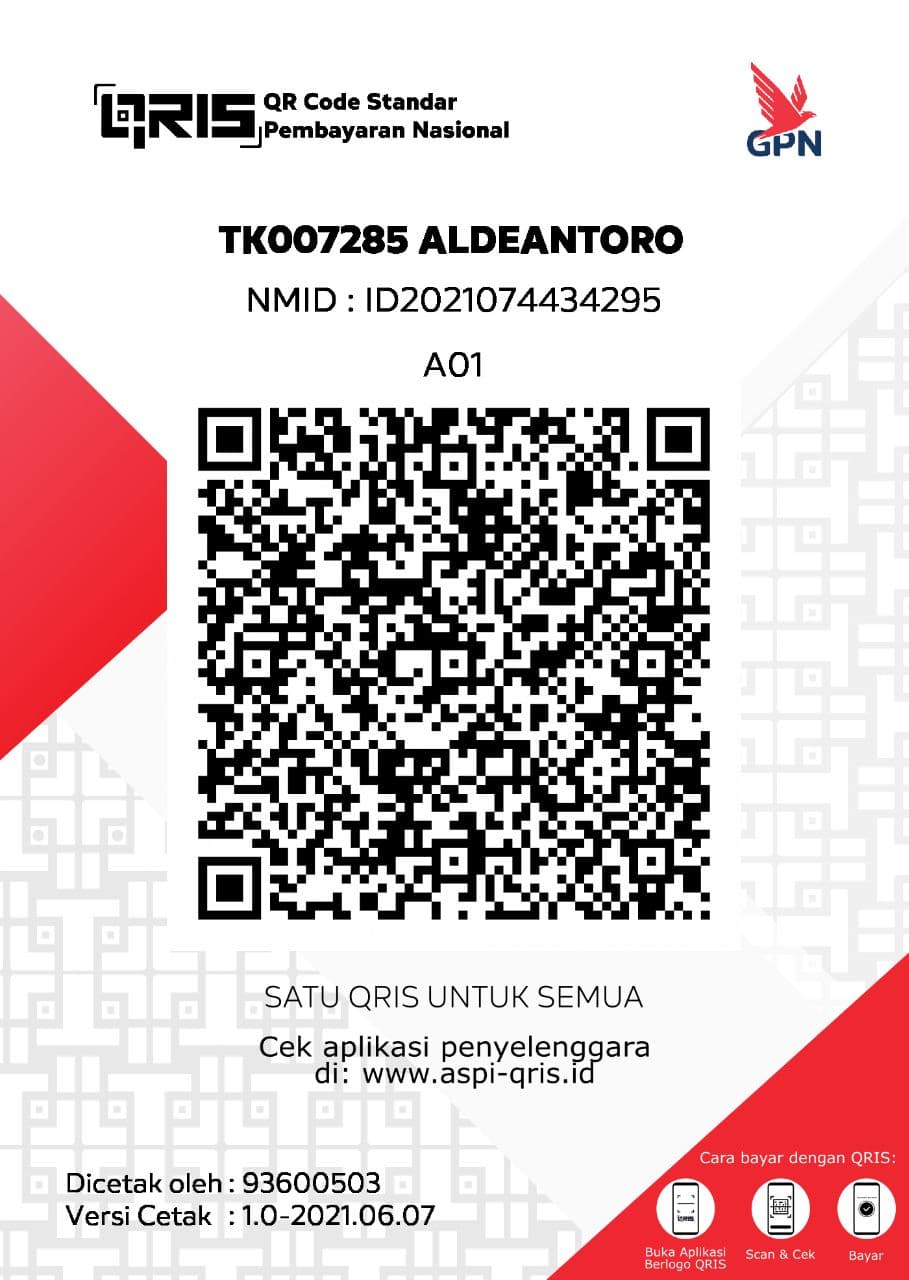 QRIS QR Code Standar
Pembayaran Nasional
GPN
TK007285 ALDEANTORO
NMID : ID2021074434295
A01
SATU QRIS UNTUK SEMUA
Cek aplikasi penyelenggara
di: www.aspi-qris.id
Dicetak oleh : 93600503
Versi Cetak : 1.0-2021.06.07
Cara bayar dengan QRIS:
Buka Aplikasi
Berlogo QRIS
Scan & Cek
Bayar